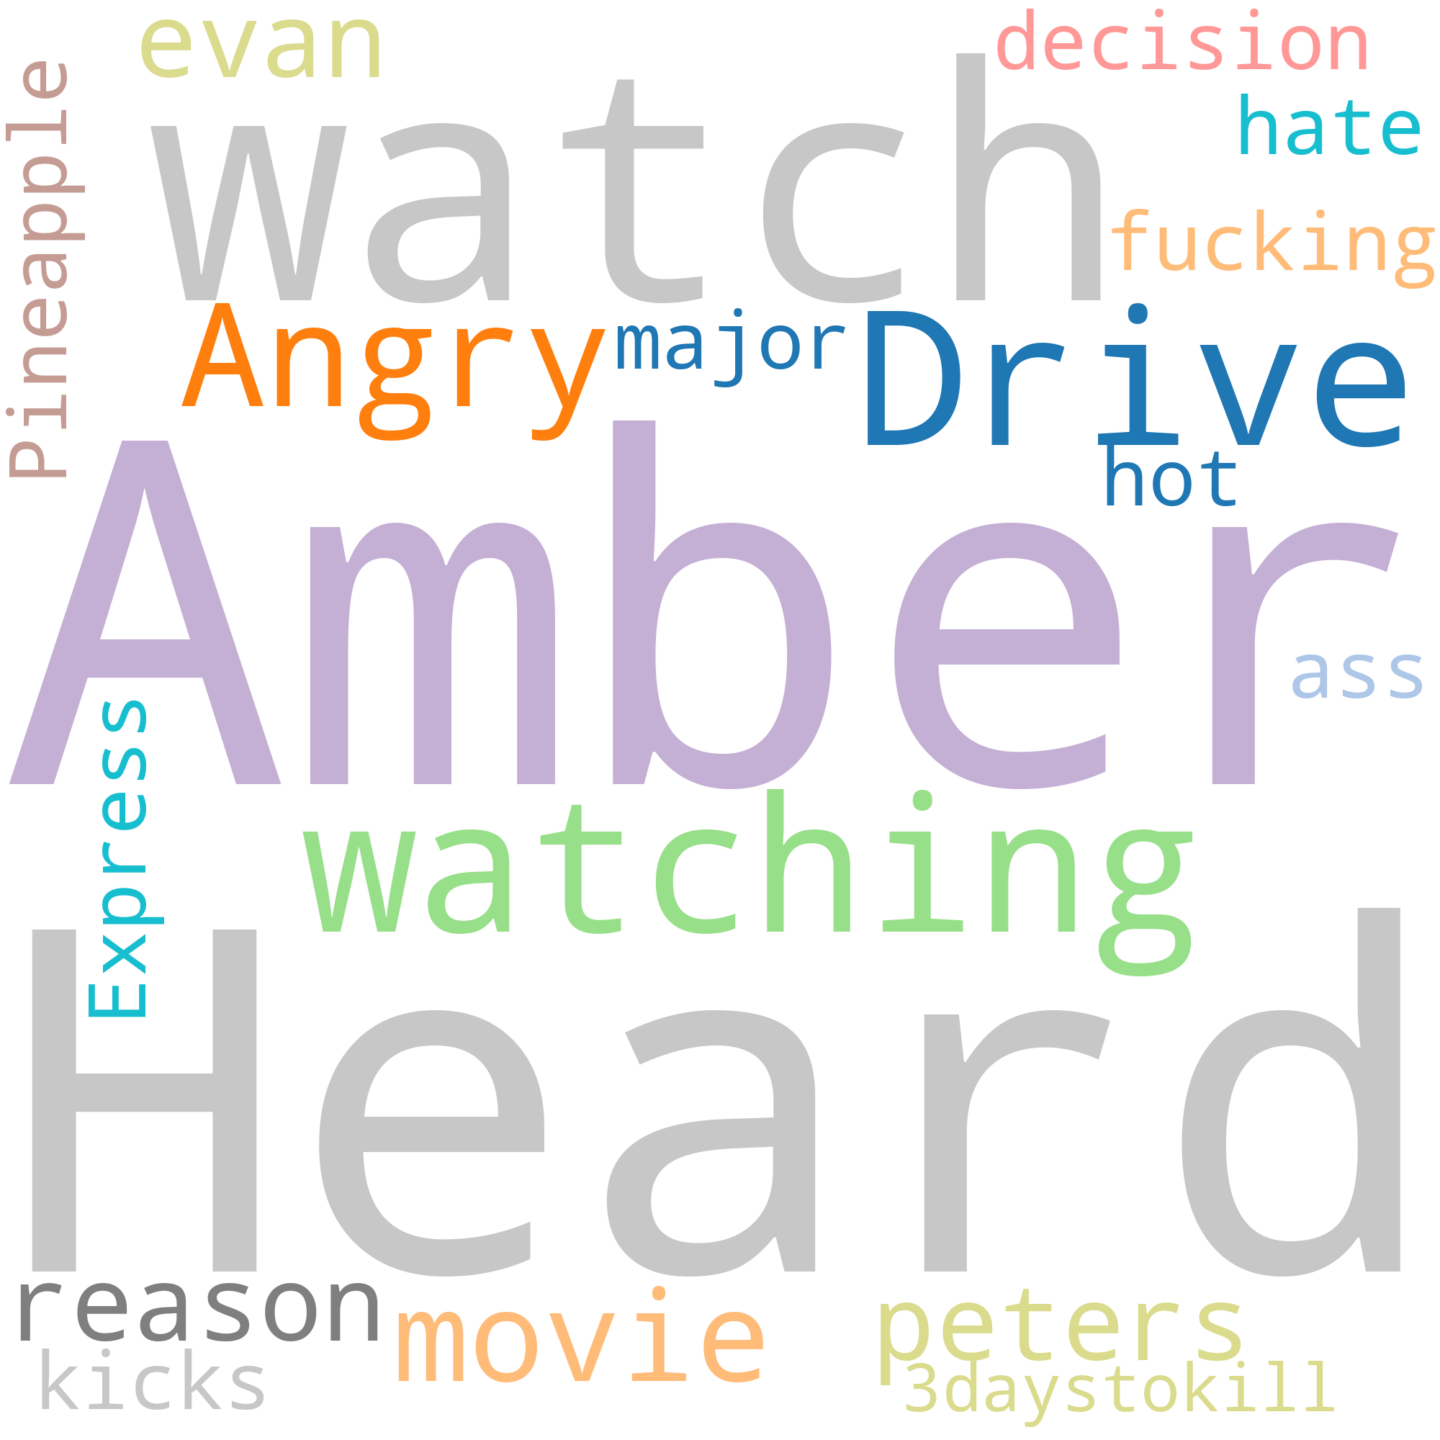 evan
decision
watch
hate
Pineapple
fucking
Angry
major
Drive
hot
Amber
ass
Express
watching
Heard
reason
movie
peters
kicks
3daystokill